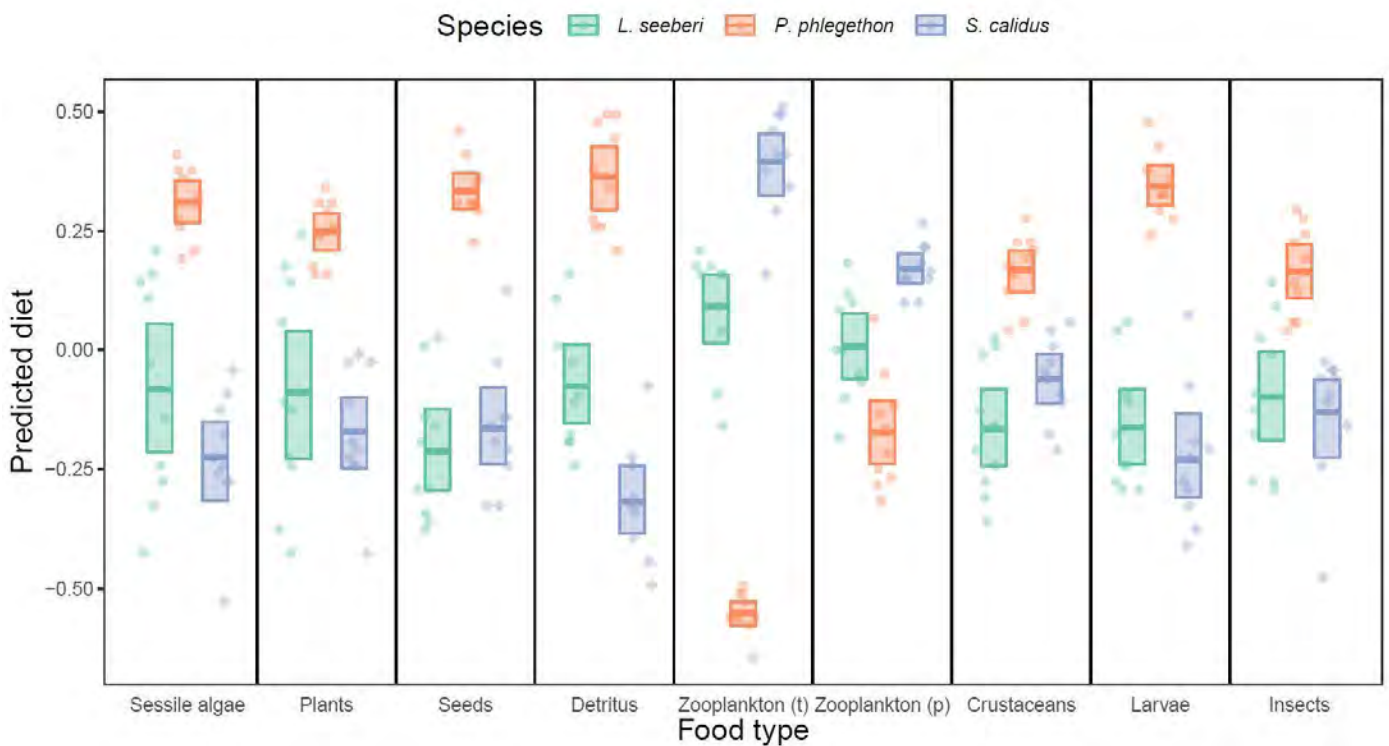 Species L. seeberi P. phlegethon S. calidus
Predicted diet
0.50
0.25
0.00
−0.25
−0.50
Sessile algae Plants Seeds Detritus Zooplankton (t) Zooplankton (p) Crustaceans Larvae Insects
Food type